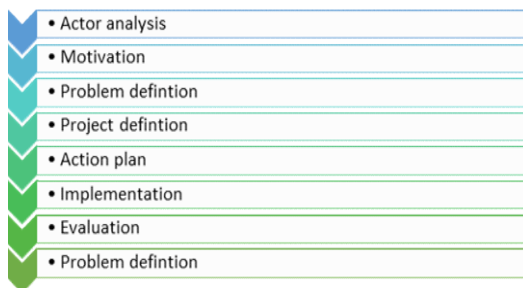 • Actor analysis
• Motivation
• Problem defintion
• Project defintion
• Action plan
• Implementation
• Evaluation
• Problem defintion